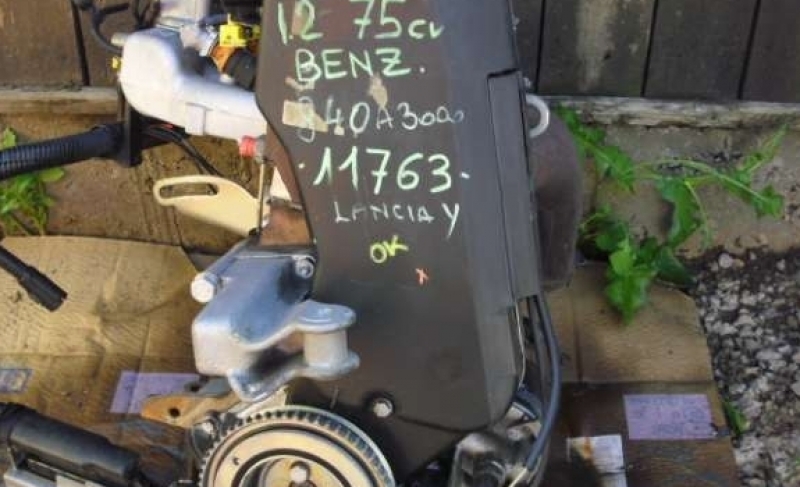 1.2 75cv
BENZ.
840A3000
·11763·
LANCIA Y
OK
x